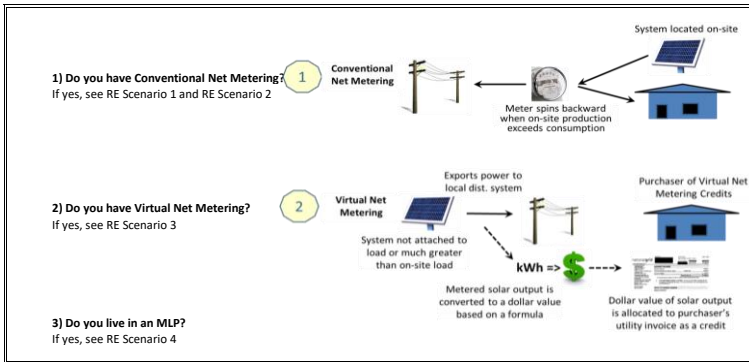 System located on-site
1) Do you have Conventional Net Metering?
If yes, see RE Scenario 1 and RE Scenario 2
1
Conventional
Net Metering
Meter spins backward
when on-site production
exceeds consumption
2) Do you have Virtual Net Metering?
If yes, see RE Scenario 3
2
Virtual Net
Metering
Exports power to
local dist. system
Purchaser of Virtual Net
Metering Credits
System not attached to
load or much greater
than on-site load
kWh => $
Metered solar output is
converted to a dollar value
based on a formula
Dollar value of solar output
is allocated to purchaser's
utility invoice as a credit
3) Do you live in an MLP?
If yes, see RE Scenario 4